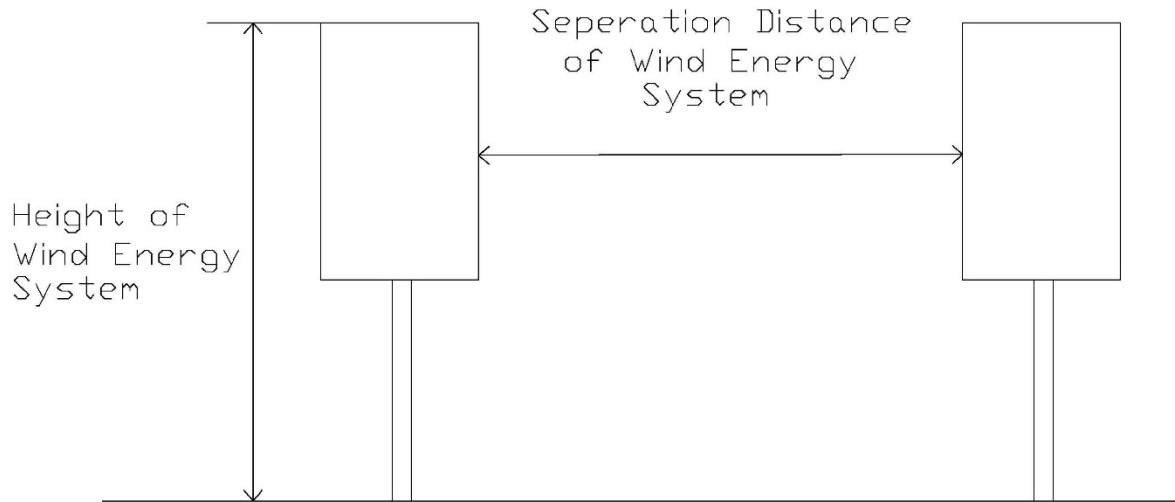 Seperation Distance
of Wind Energy
System
Height of
Wind Energy
System